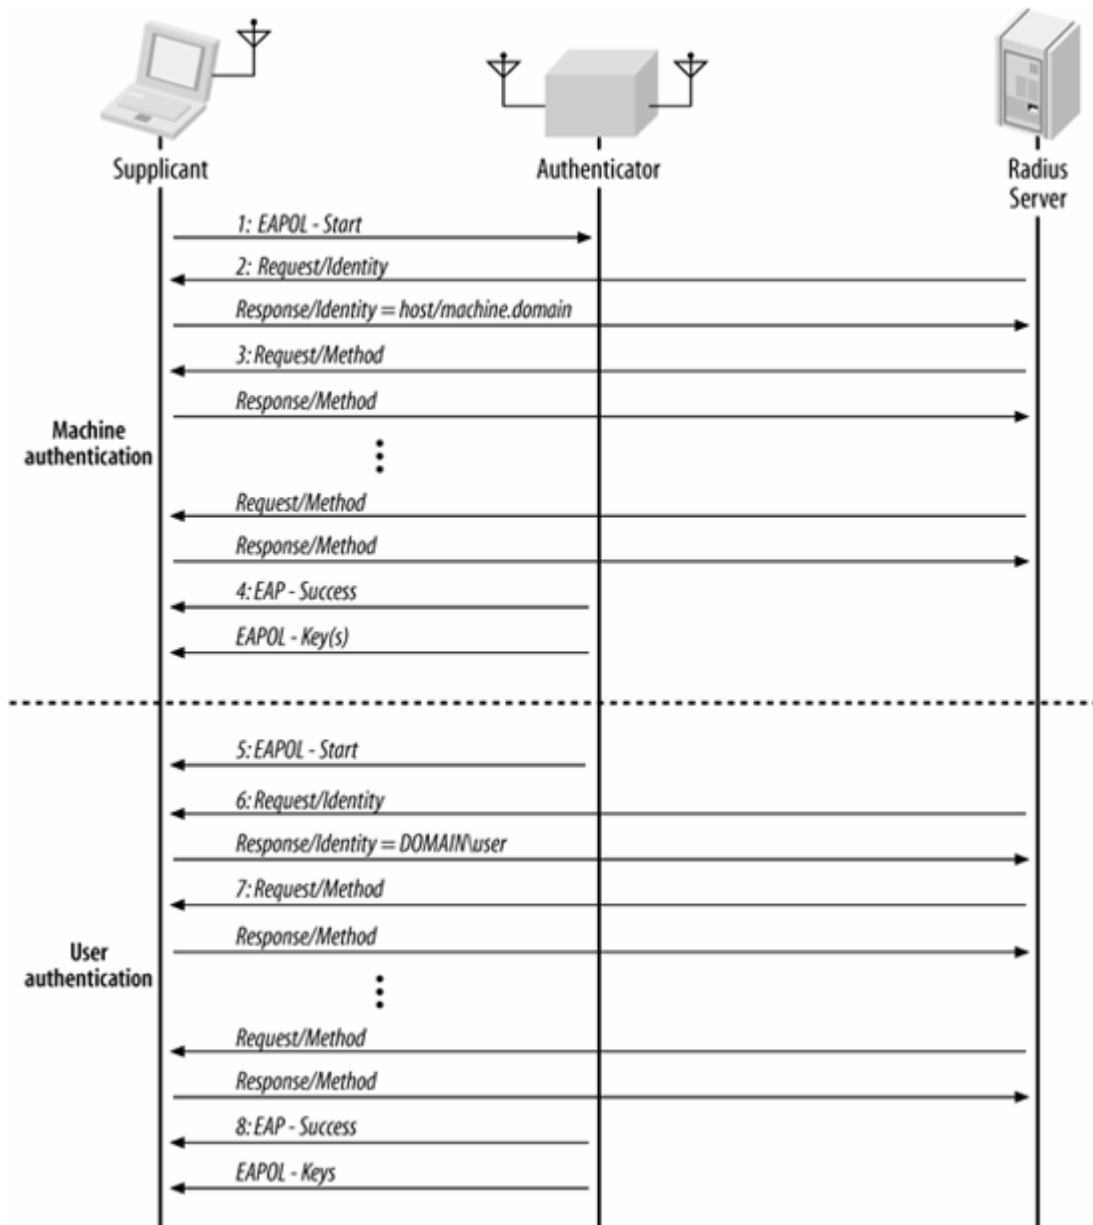 Supplicant
Authenticator
Radius
Server
1: EAPOL - Start
2: Request/Identity
Response/Identity = host/machine.domain
3: Request/Method
Response/Method
Machine
authentication
Request/Method
Response/Method
4: EAP - Success
EAPOL - Key(s)
5: EAPOL - Start
6: Request/Identity
Response/Identity = DOMAIN\user
7: Request/Method
Response/Method
User
authentication
Request/Method
Response/Method
8: EAP - Success
EAPOL - Keys